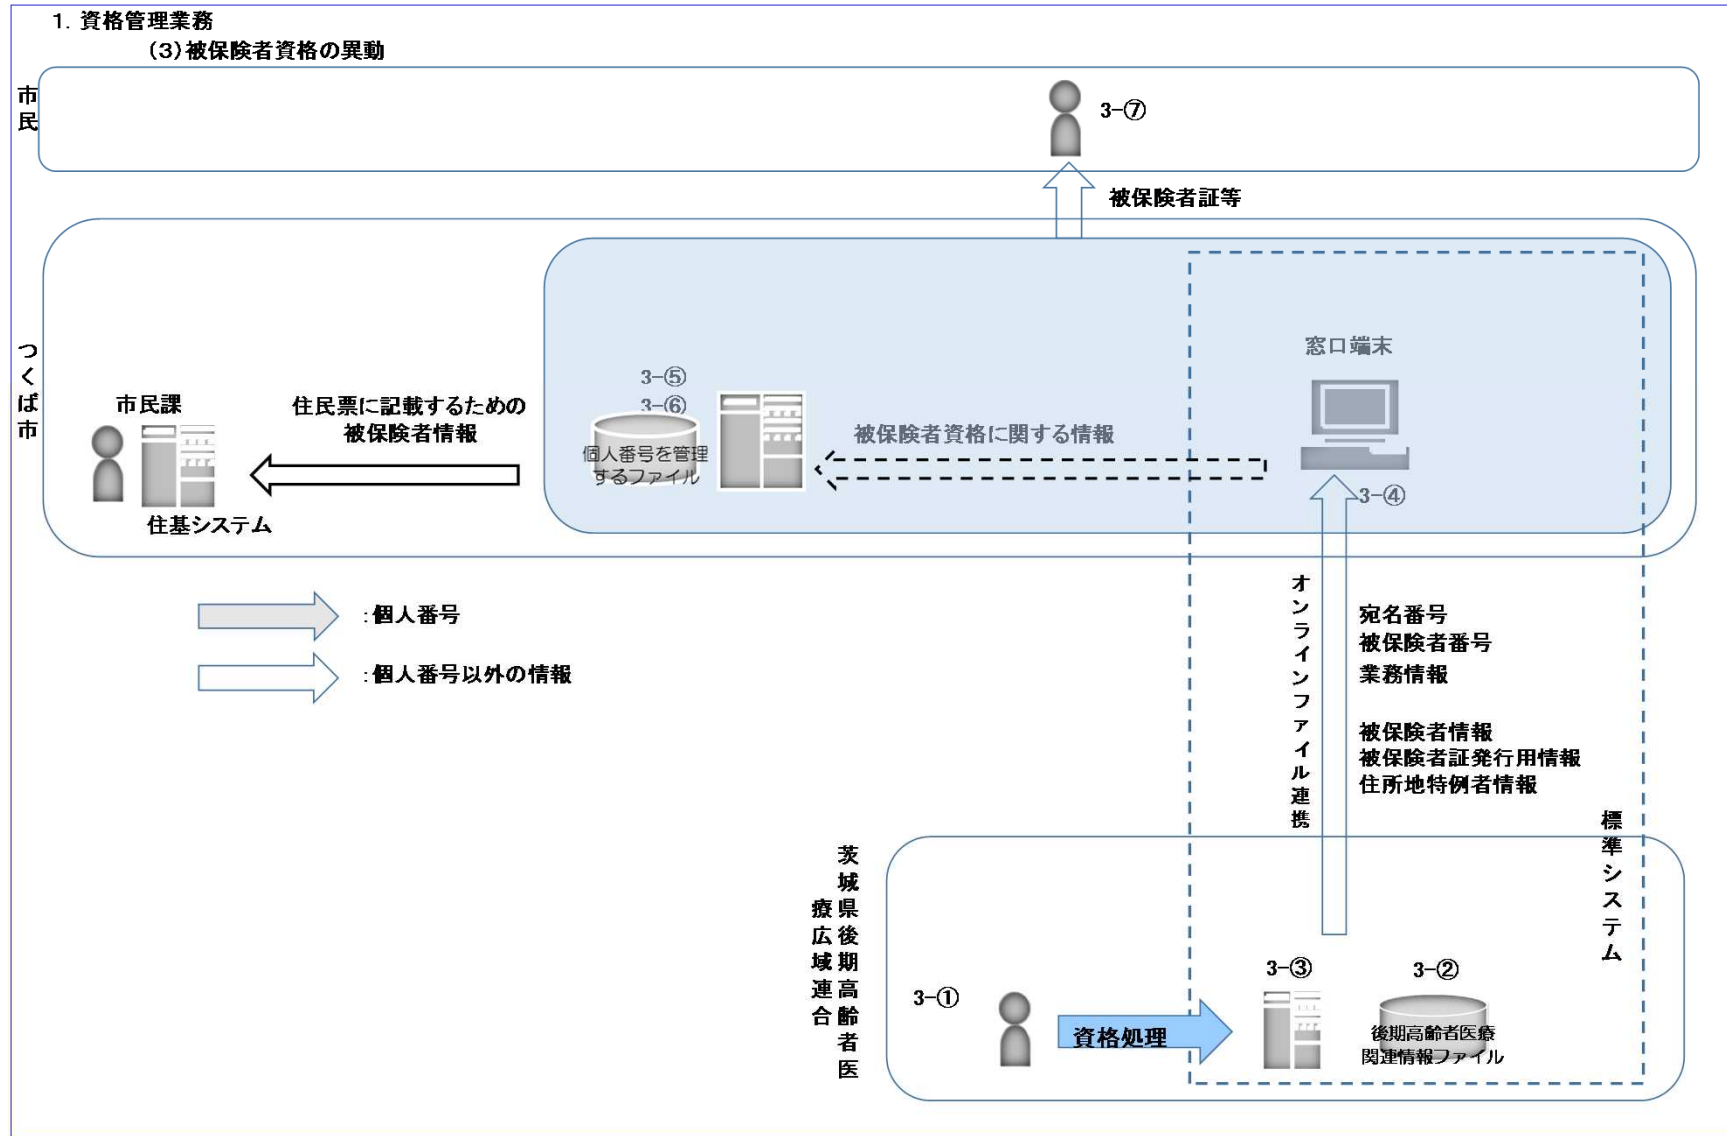 1. 資格管理業務
(3)被保険者資格の異動
市民
3-⑦
被保険者証等
つくば市
窓口端末
3-⑤
3-⑥
市民課
住民票に記載するための
被保険者情報
個人番号を管理
するファイル
被保険者資格に関する情報
3-④
住基システム
:個人番号
:個人番号以外の情報
オンラインファイル連携
宛名番号
被保険者番号
業務情報
被保険者情報
被保険者証発行用情報
住所地特例者情報
標準システム
茨城県後期高齢者医
療広域連合
3-①
資格処理
3-③
3-②
後期高齢者医療
関連情報ファイル